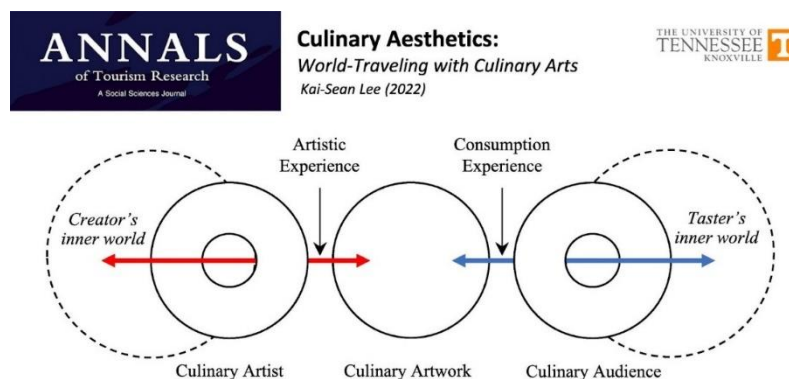 ANNALS
of Tourism Research
A Social Sciences Journal
Culinary Aesthetics:
World-Traveling with Culinary Arts
Kai-Sean Lee (2022)
THE UNIVERSITY OF
TENNESSEE
KNOXVILLE
T
Artistic
Experience
Consumption
Experience
Creator's
inner world
Taster's
inner world
Culinary Artist
Culinary Artwork
Culinary Audience